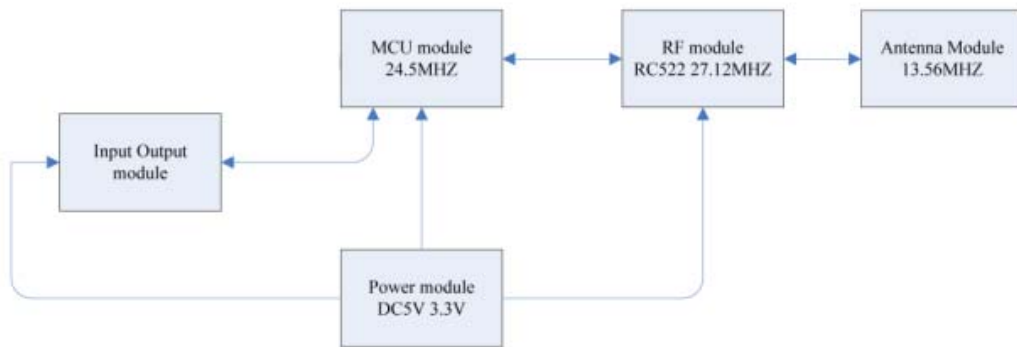 MCU module
24.5MHZ
RF module
RC522 27.12MHZ
Antenna Module
13.56MHZ
Input Output
module
Power module
DC5V 3.3V